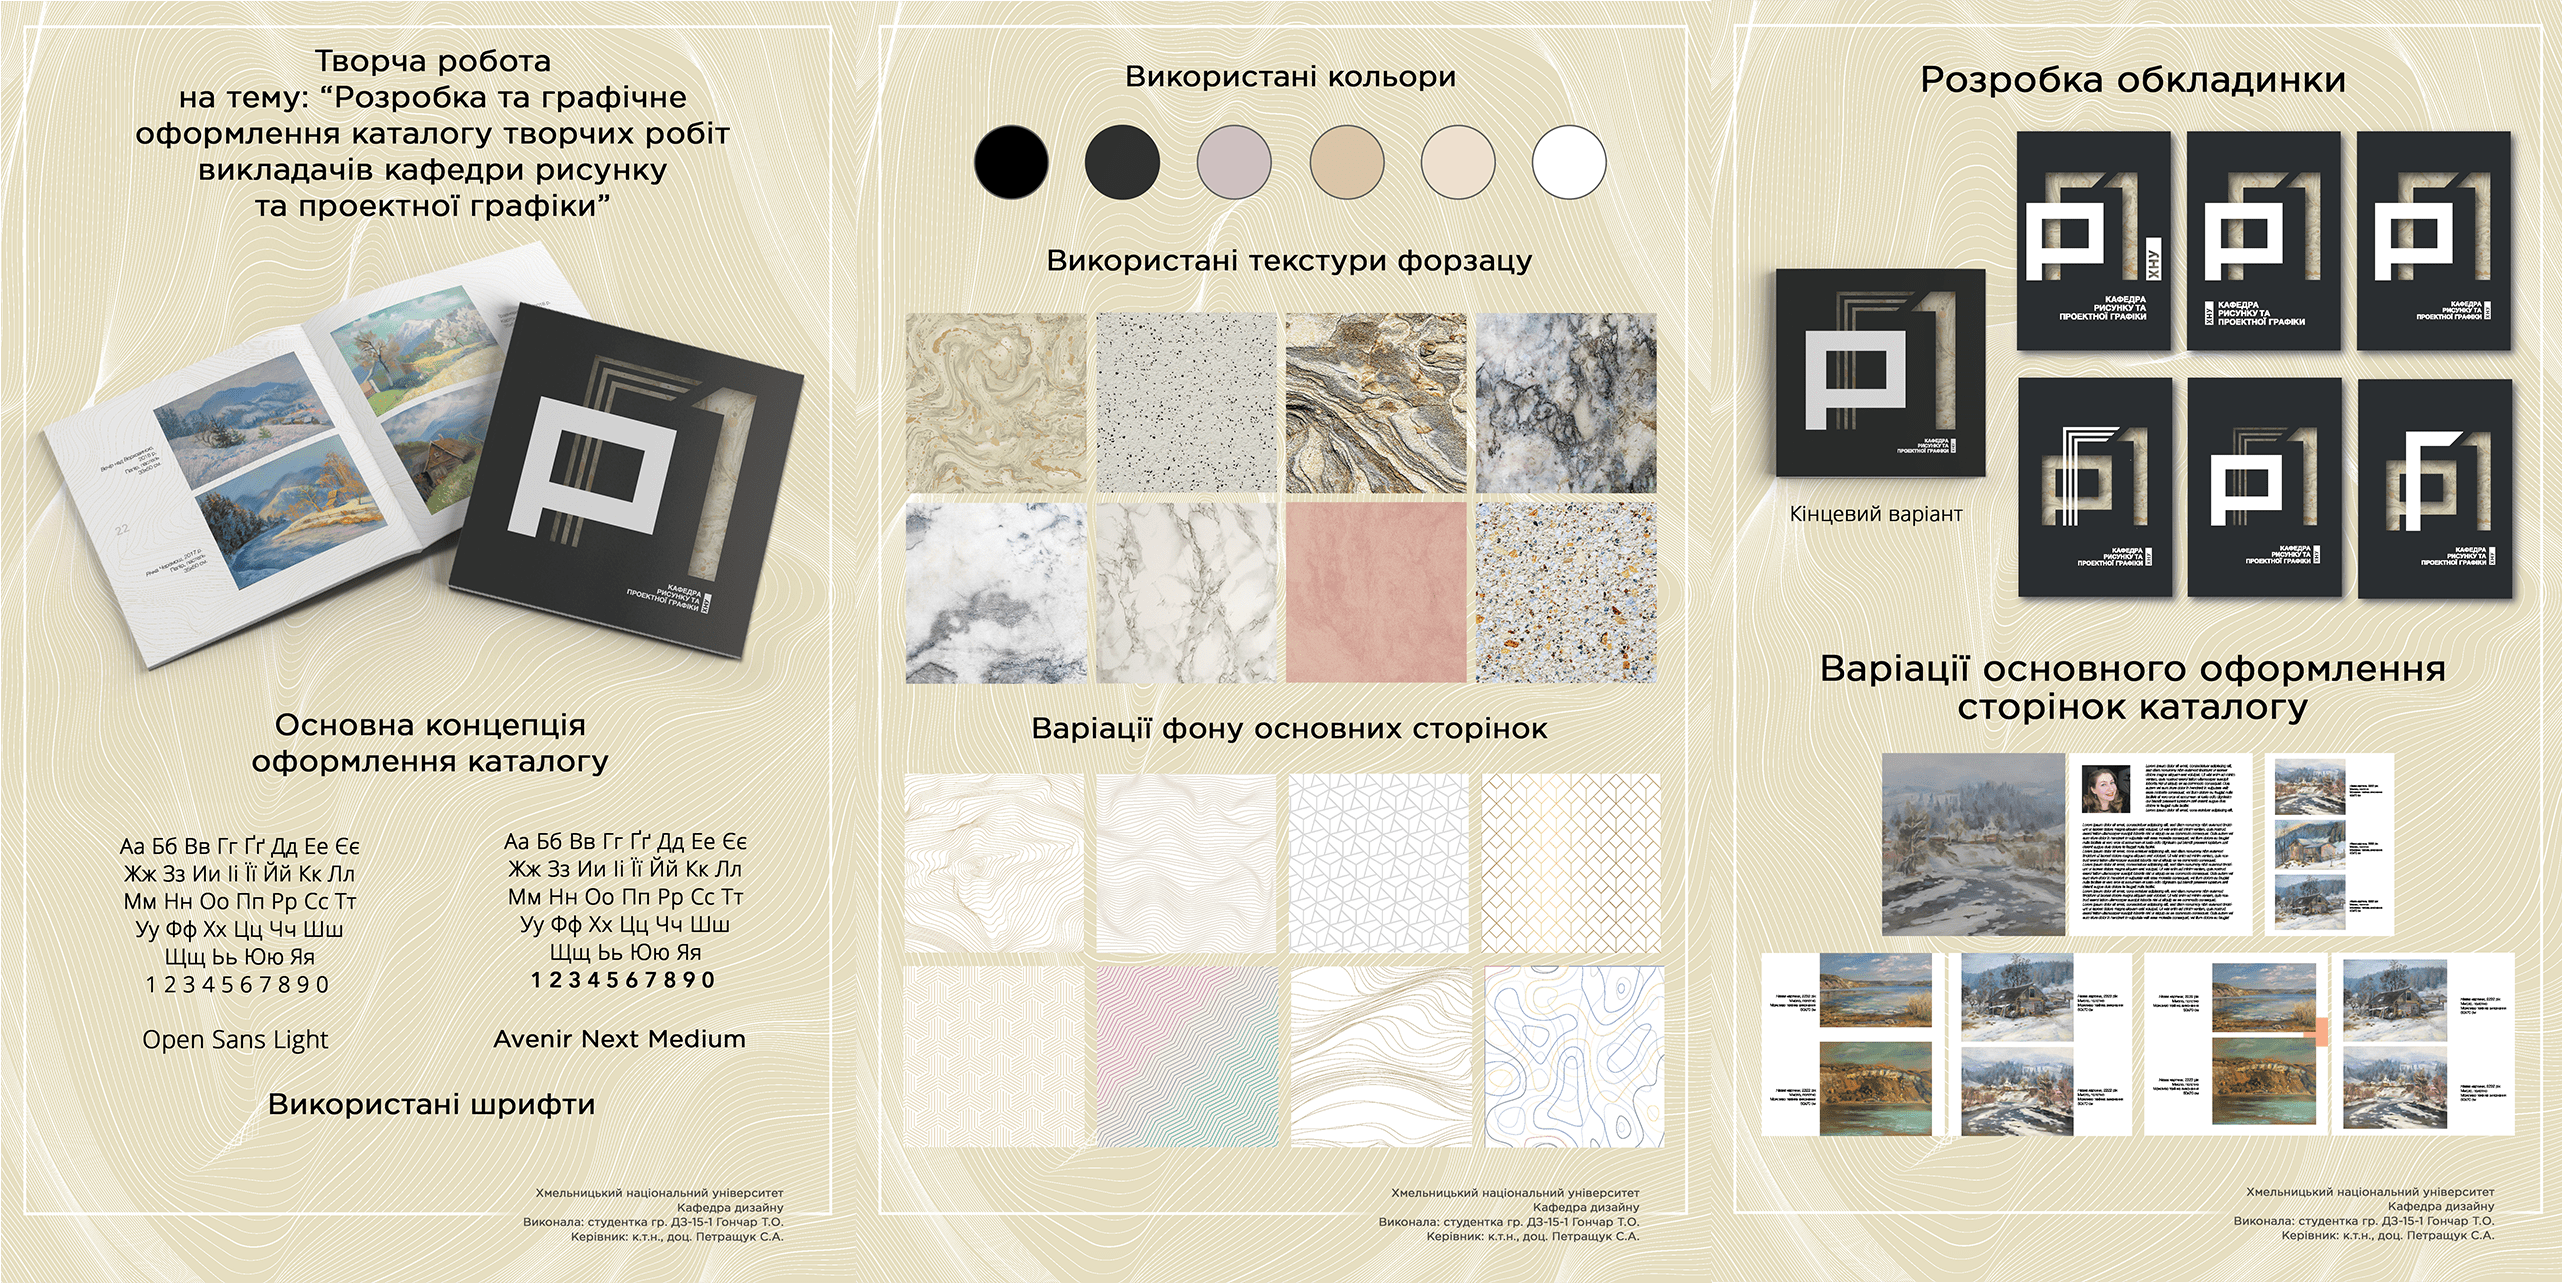 Творча робота
на тему: “Розробка та графічне
оформлення каталогу творчих робіт
викладачів кафедри рисунку
та проектної графіки”
22
Річка Черемош, 2017 р.
Папір, пастель
КАФЕДРА
РИСУНКУ ТА
ПРОЕКТНОЇ ГРАФІКИ
ХНУ
Основна концепція
оформлення каталогу
Аа Бб Вв Гг Ґґ Дд Ее Єє
Жж Зз Ии Іі Її Йй Кк Лл
Мм Нн Оо Пп Рр Сс Тт
Уу Фф Хх Цц Чч Шш
Щщ Ьь Юю Яя
1 2 3 4 5 6 7 8 9 0
Open Sans Light
Аа Бб Вв Гг Ґґ Дд Ее Єє
Жж Зз Ии Іі Її Йй Кк Лл
Мм Нн Оо Пп Рр Сс Тт
Уу Фф Хх Цц Чч Шш
Щщ Ьь Юю Яя
1 2 3 4 5 6 7 8 9 0
Avenir Next Medium
Використані шрифти
Хмельницький національний університет
Кафедра дизайну
Виконала: студентка гр. ДЗ-15-1 Гончар Т.О.
Керівник: к.т.н., доц. Петращук С.А.
Використані кольори
Використані текстури форзацу
Варіації фону основних сторінок
Хмельницький національний університет
Кафедра дизайну
Виконала: студентка гр. ДЗ-15-1 Гончар Т.О.
Керівник: к.т.н., доц. Петращук С.А.
Розробка обкладинки
КАФЕДРА
РИСУНКУ ТА
ПРОЕКТНОЇ ГРАФІКИ
ХНУ
Кінцевий варіант
ХНУ
КАФЕДРА
РИСУНКУ ТА
ПРОЕКТНОЇ ГРАФІКИ
ХНУ
КАФЕДРА
РИСУНКУ ТА
ПРОЕКТНОЇ ГРАФІКИ
КАФЕДРА
РИСУНКУ ТА
ПРОЕКТНОЇ ГРАФІКИ
ХНУ
КАФЕДРА
РИСУНКУ ТА
ПРОЕКТНОЇ ГРАФІКИ
ХНУ
КАФЕДРА
РИСУНКУ ТА
ПРОЕКТНОЇ ГРАФІКИ
ХНУ
КАФЕДРА
РИСУНКУ ТА
ПРОЕКТНОЇ ГРАФІКИ
ХНУ
Варіації основного оформлення
сторінок каталогу
Хмельницький національний університет
Кафедра дизайну
Виконала: студентка гр. ДЗ-15-1 Гончар Т.О.
Керівник: к.т.н., доц. Петращук С.А.